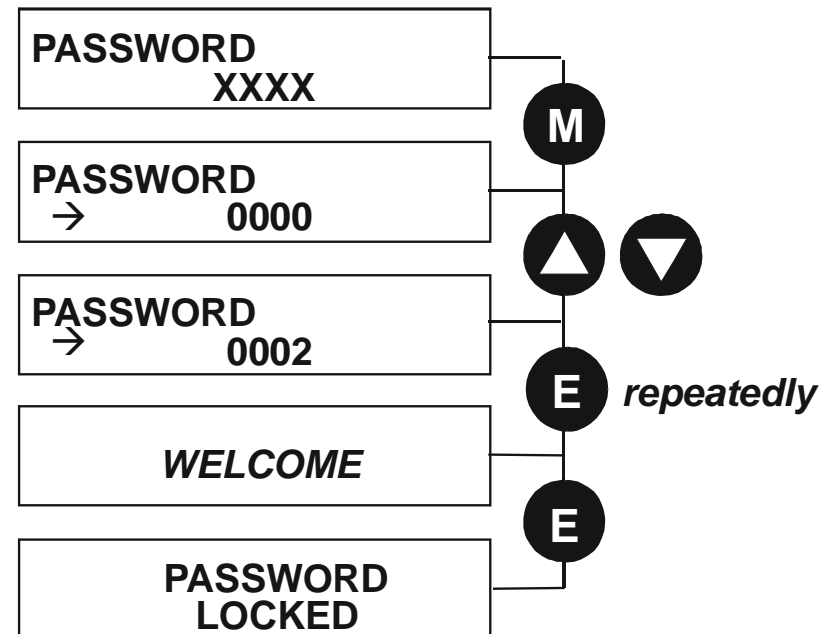 PASSWORD
XXXX
M
PASSWORD
→ 0000
PASSWORD
→ 0002
E repeatedly
WELCOME
E
PASSWORD
LOCKED